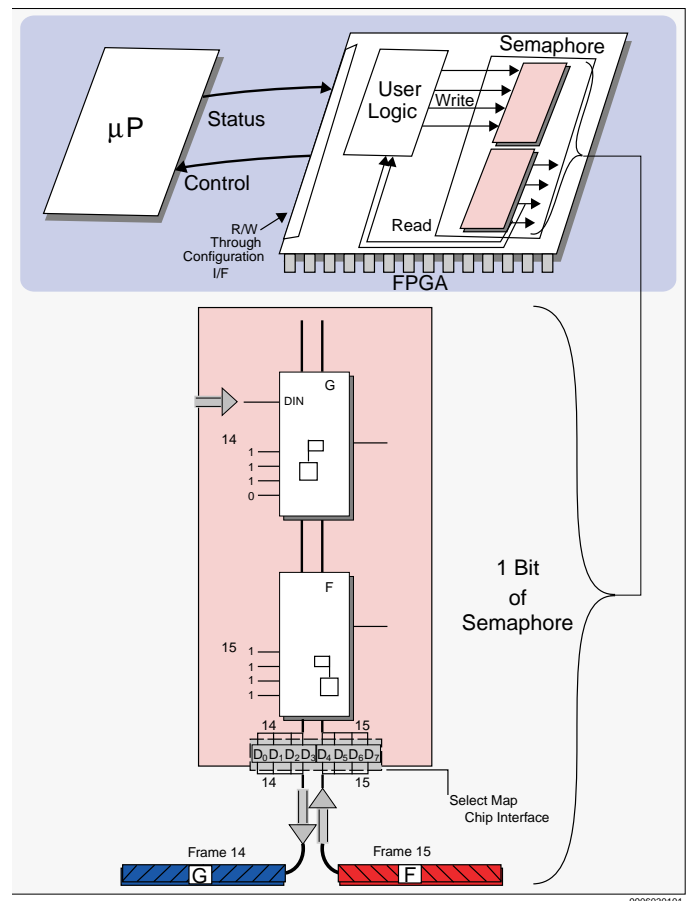 Semaphore
μP
Status
Control
User
Logic
Write
Read
R/W
Through
Configuration
I/F
FPGA
G
DIN
14
1
1
1
0
F
15
1
1
1
1
1 Bit
of
Semaphore
14 15
D0 D1 D2 D3 D4 D5 D6 D7
14 15
Select Map
Chip Interface
Frame 14
Frame 15
G
F